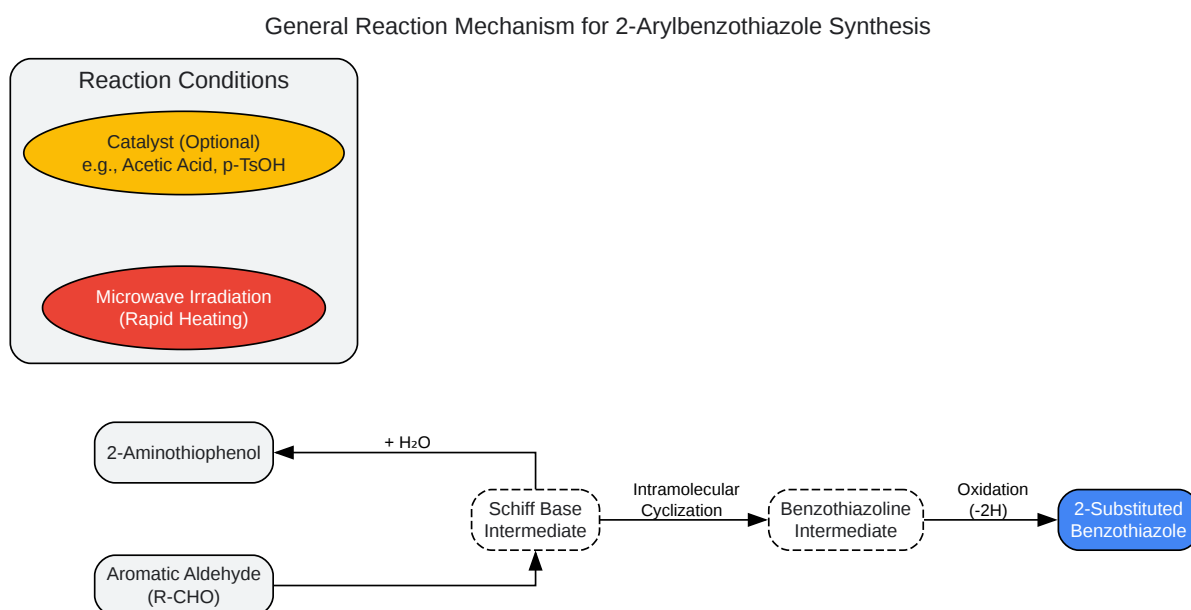 General Reaction Mechanism for 2-Arylbenzothiazole Synthesis
Reaction Conditions
Catalyst (Optional)
e.g., Acetic Acid, p-TsOH
Microwave Irradiation
(Rapid Heating)
2-Aminothiophenol
+ H₂O
Aromatic Aldehyde
(R-CHO)
Schiff Base
Intermediate
Intramolecular
Cyclization
Benzothiazoline
Intermediate
Oxidation
(-2H)
2-Substituted
Benzothiazole